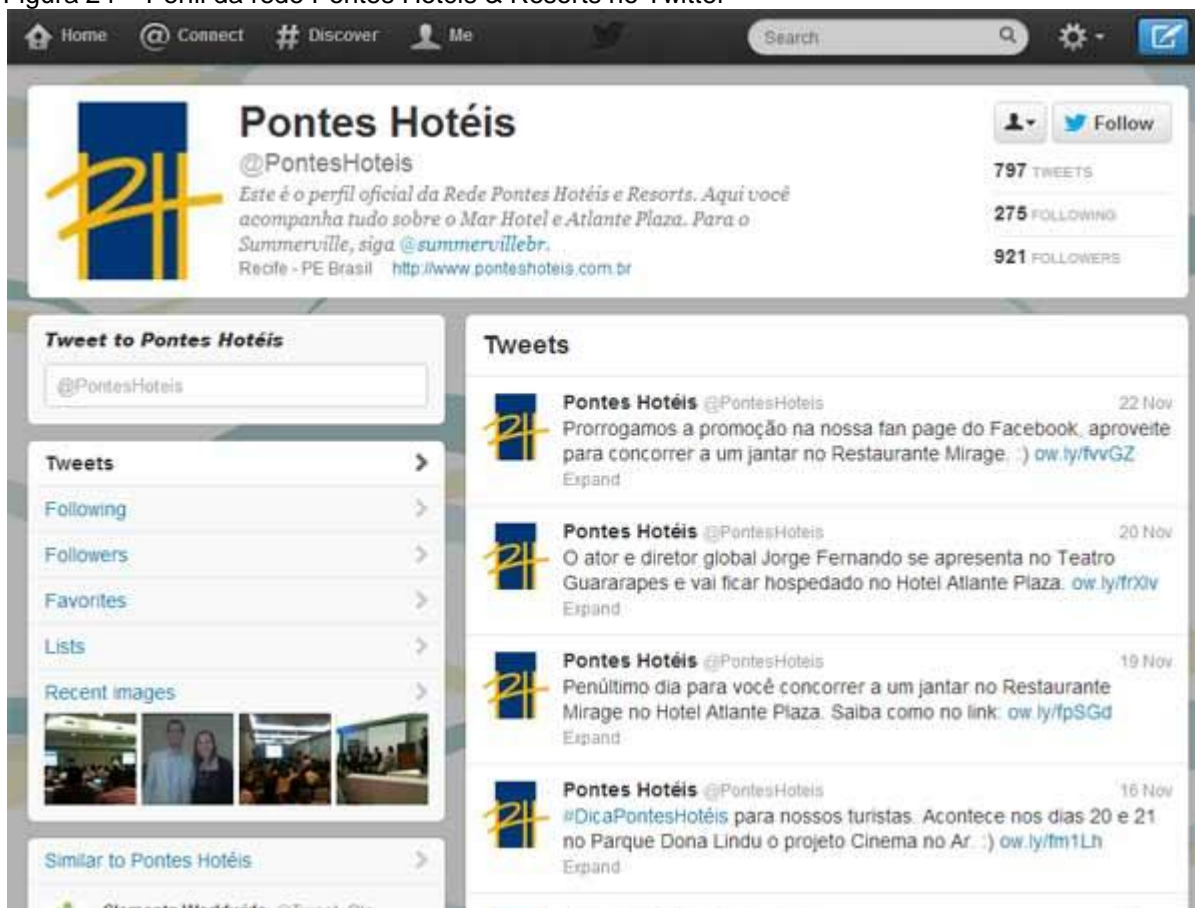 Figura 24 – Perfil da rede Pontes Hotéis & Resorts no Twitter
Home @ Connect # Discover Me Search
Pontes Hotéis
@PontesHoteis
Este é o perfil oficial da Rede Pontes Hotéis e Resorts. Aqui você
acompanha tudo sobre o Mar Hotel e Atlante Plaza. Para o
Summerville, siga @summervillebr.
Recife - PE Brasil http://www.ponteshoteis.com.br
Follow
797 TWEETS
275 FOLLOWING
921 FOLLOWERS
Tweet to Pontes Hotéis
@PontesHoteis
Tweets
Following
Followers
Favorites
Lists
Recent images
Similar to Pontes Hotéis
Tweets
Pontes Hotéis @PontesHoteis 22 Nov
Prorrogamos a promoção na nossa fan page do Facebook, aproveite
para concorrer a um jantar no Restaurante Mirage. :) ow.ly/fvvGZ
Expand
Pontes Hotéis @PontesHoteis 20 Nov
O ator e diretor global Jorge Fernando se apresenta no Teatro
Guararapes e vai ficar hospedado no Hotel Atlante Plaza. ow.ly/frXlv
Expand
Pontes Hotéis @PontesHoteis 19 Nov
Penúltimo dia para você concorrer a um jantar no Restaurante
Mirage no Hotel Atlante Plaza. Saiba como no link: ow.ly/fpSGd
Expand
Pontes Hotéis @PontesHoteis 16 Nov
#DicaPontesHotéis para nossos turistas. Acontece nos dias 20 e 21
no Parque Dona Lindu o projeto Cinema no Ar. :) ow.ly/fm1Lh
Expand